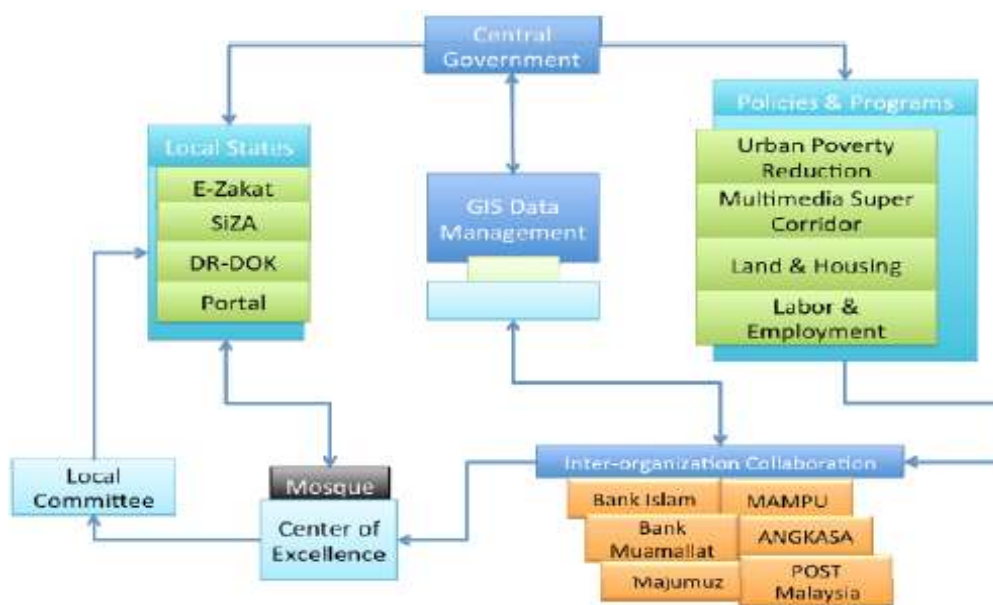 Central
Government
Policies & Programs
Urban Poverty
Reduction
Multimedia Super
Corridor
Land & Housing
Labor &
Employment
Local States
E-Zakat
SiZA
DR-DOK
Portal
GIS Data
Management
Local
Committee
Mosque
Center of
Excellence
Inter-organization Collaboration
Bank Islam
MAMPU
Bank
Muamallat
ANGKASA
Majumuz
POST
Malaysia